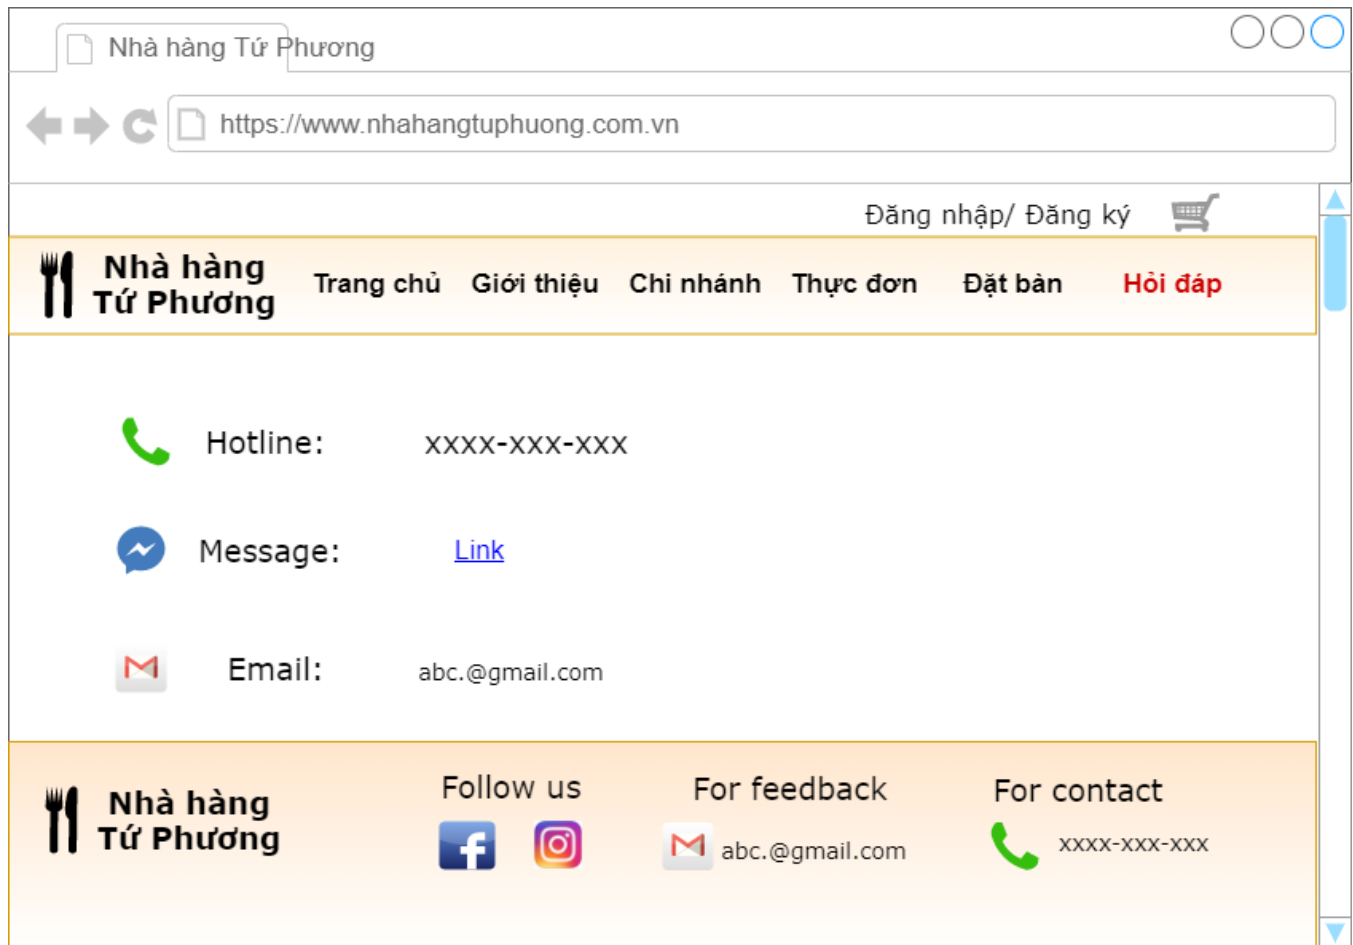 Nhà hàng Tứ Phương
https://www.nhahangtuphuong.com.vn
Đăng nhập/ Đăng ký
Nhà hàng
Tứ Phương
Trang chủ Giới thiệu Chi nhánh Thực đơn Đặt bàn Hỏi đáp
Hotline: xxxx-xxx-xxx
Message: Link
Email: abc.@gmail.com
Nhà hàng
Tứ Phương
Follow us
For feedback
abc.@gmail.com
For contact
xxxx-xxx-xxx